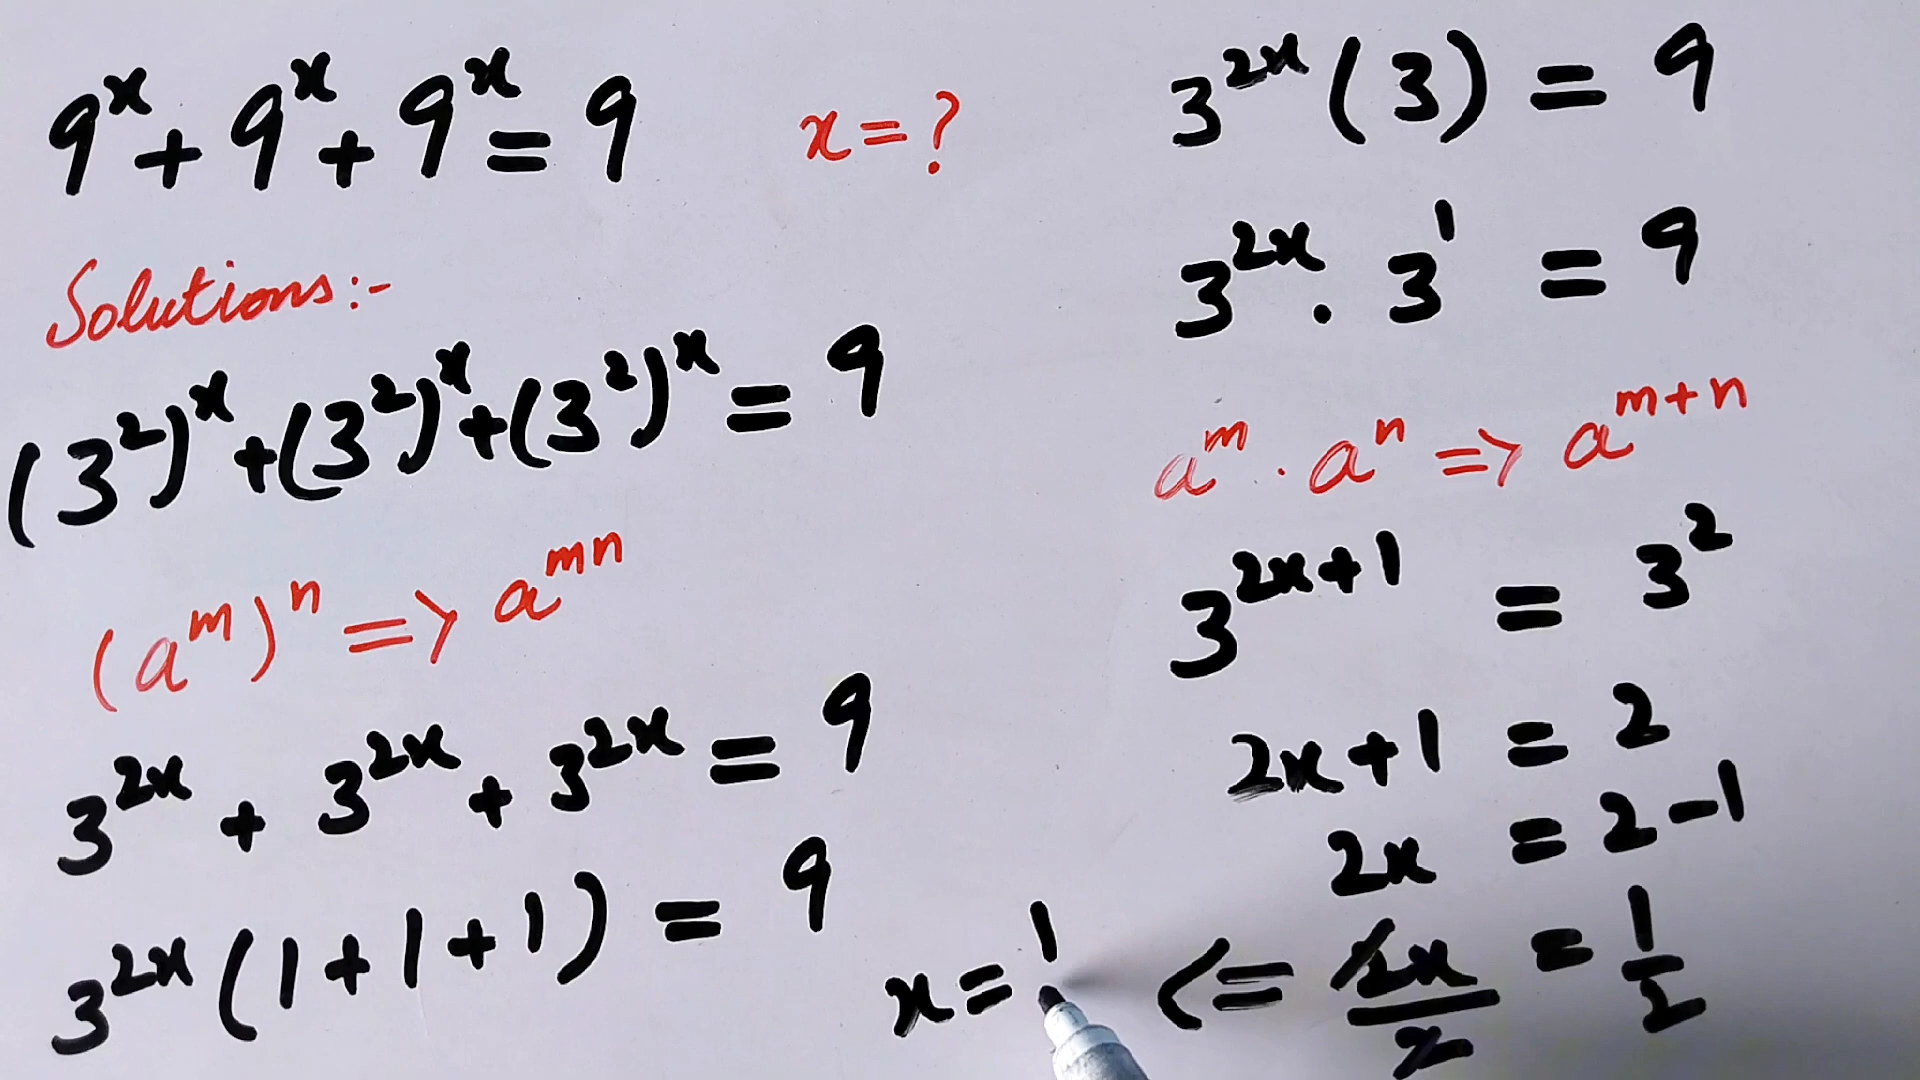 9^x + 9^x + 9^x = 9 x = ?
Solutions:-
(3^2)^x + (3^2)^x + (3^2)^x = 9
(a^m)^n => a^mn
3^2x + 3^2x + 3^2x = 9
3^2x (1 + 1 + 1) = 9
3^2x (3) = 9
3^2x . 3^1 = 9
a^m . a^n => a^m+n
3^2x+1 = 3^2
2x + 1 = 2
2x = 2 - 1
x = 1 <= 2x/2 = 1/2